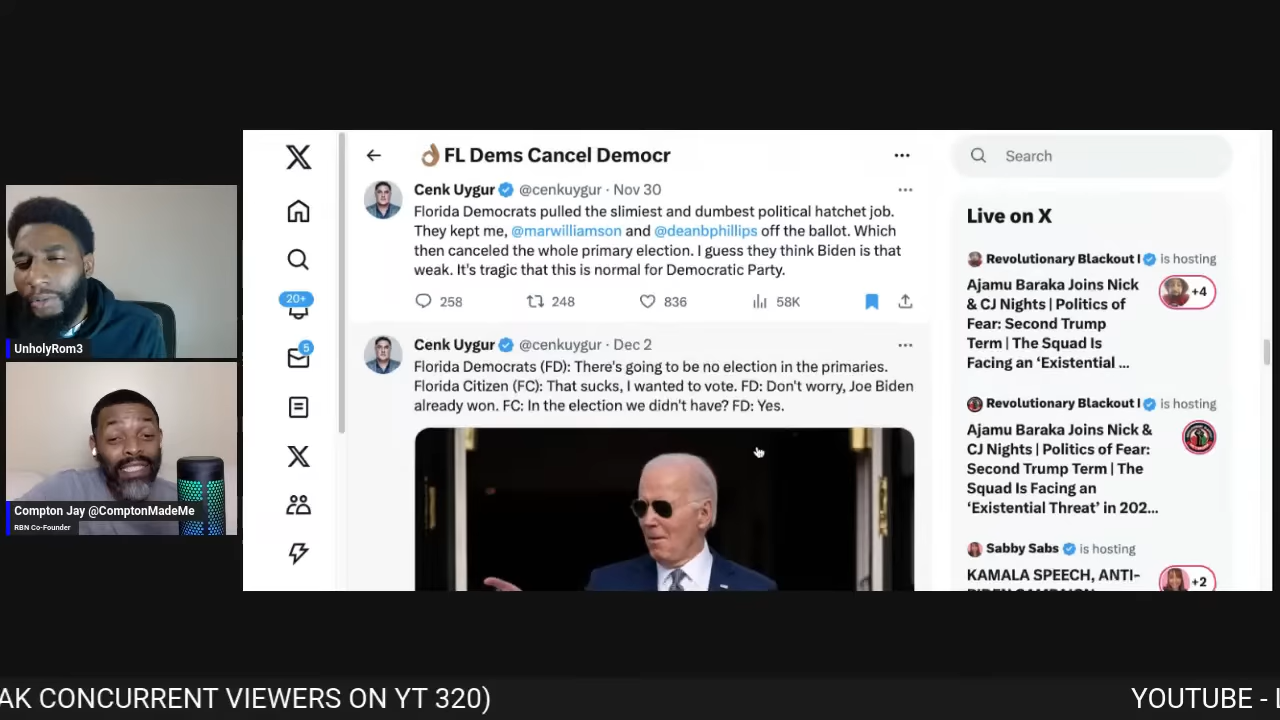 UnholyRom3
Compton Jay @ComptonMadeMe
RBN Co-Founder
20+
5
FL Dems Cancel Democr
Cenk Uygur @cenkuygur · Nov 30
Florida Democrats pulled the slimiest and dumbest political hatchet job.
They kept me, @marwilliamson and @deanbphillips off the ballot. Which
then canceled the whole primary election. I guess they think Biden is that
weak. It's tragic that this is normal for Democratic Party.
258 248 836 58K
Cenk Uygur @cenkuygur · Dec 2
Florida Democrats (FD): There's going to be no election in the primaries.
Florida Citizen (FC): That sucks, I wanted to vote. FD: Don't worry, Joe Biden
already won. FC: In the election we didn't have? FD: Yes.
Search
Live on X
Revolutionary Blackout I is hosting
Ajamu Baraka Joins Nick
& CJ Nights | Politics of
Fear: Second Trump
Term | The Squad Is
Facing an ‘Existential ...
+4
Revolutionary Blackout I is hosting
Ajamu Baraka Joins Nick &
CJ Nights | Politics of Fear:
Second Trump Term | The
Squad Is Facing an
‘Existential Threat’ in 202...
Sabby Sabs is hosting
KAMALA SPEECH, ANTI-
+2
AK CONCURRENT VIEWERS ON YT 320)
YOUTUBE -